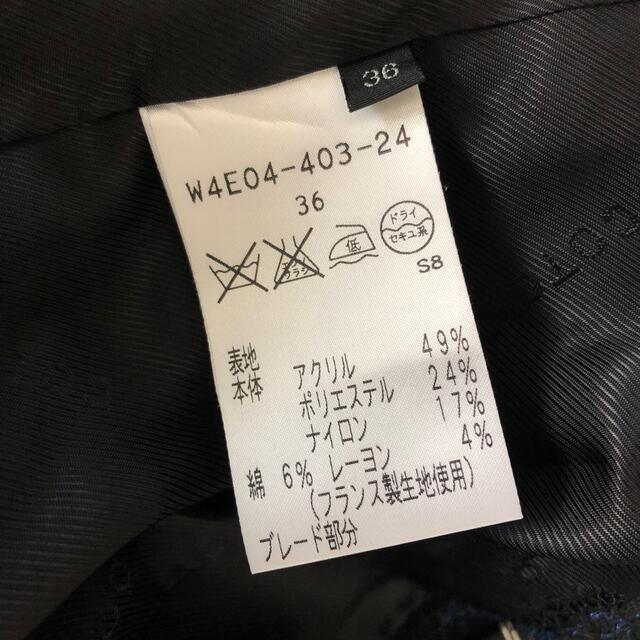 36
W4E04-403-24
36
低
ドライ
セキユ系
S8
表地
本体 アクリル 49%
ポリエステル 24%
ナイロン 17%
綿 6% レーヨン 4%
(フランス製生地使用)
ブレード部分